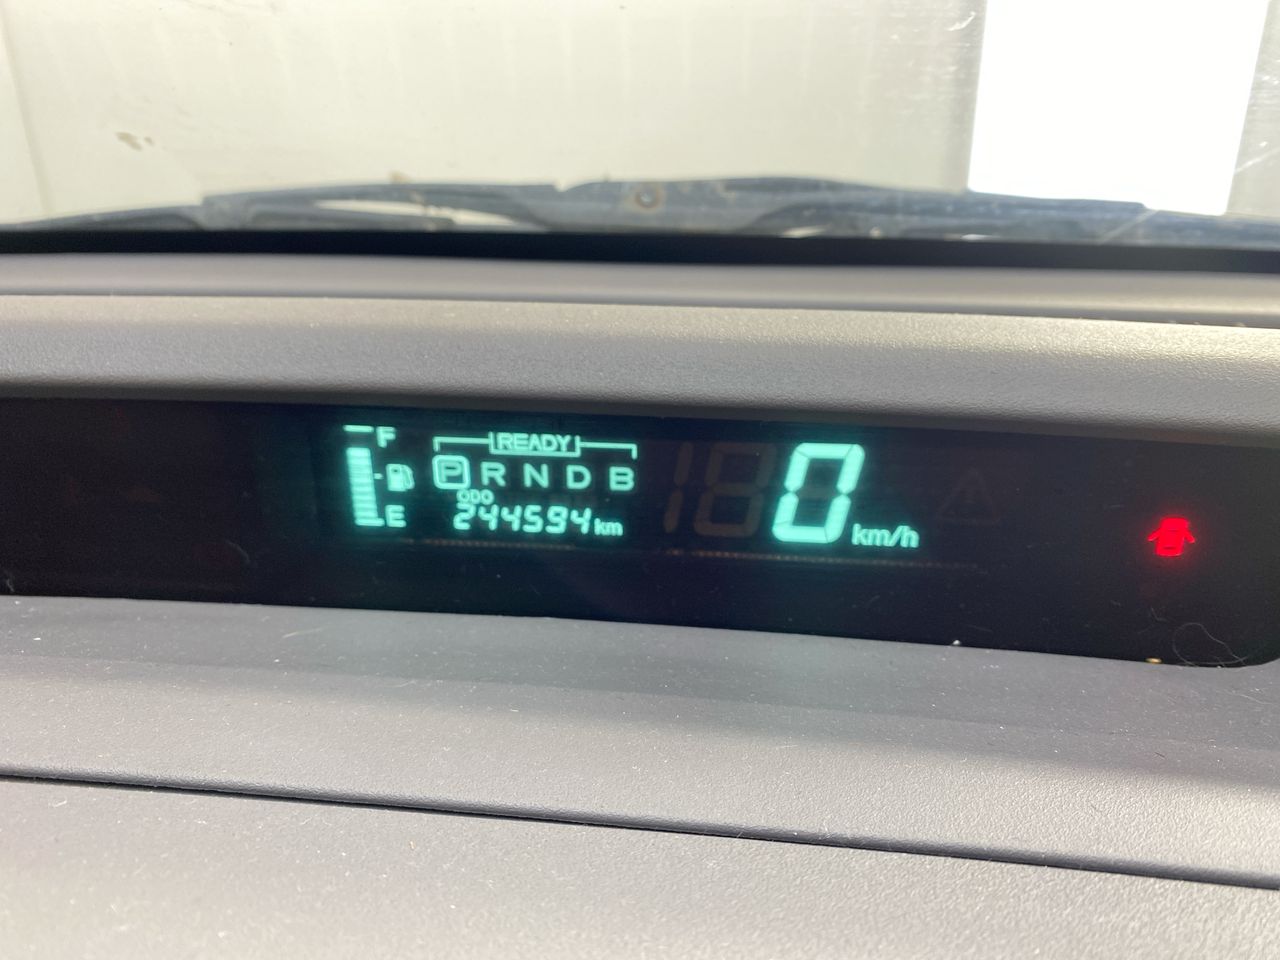 F
READY
P R N D B
ODO
E 244594 km
0 km/h